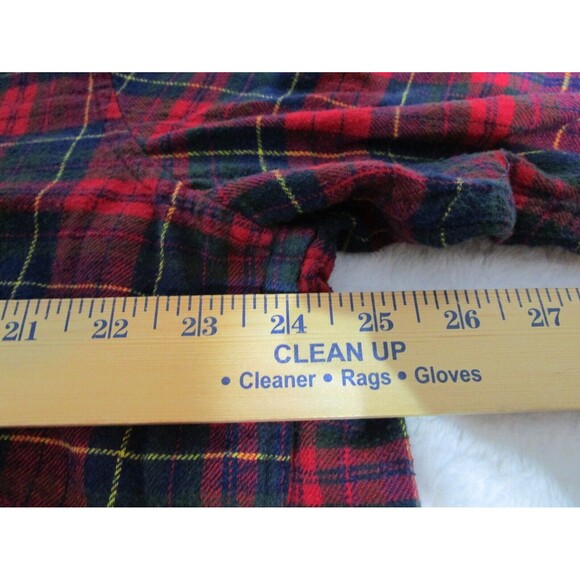 21 22 23 24 25 26 27
CLEAN UP
• Cleaner • Rags • Gloves